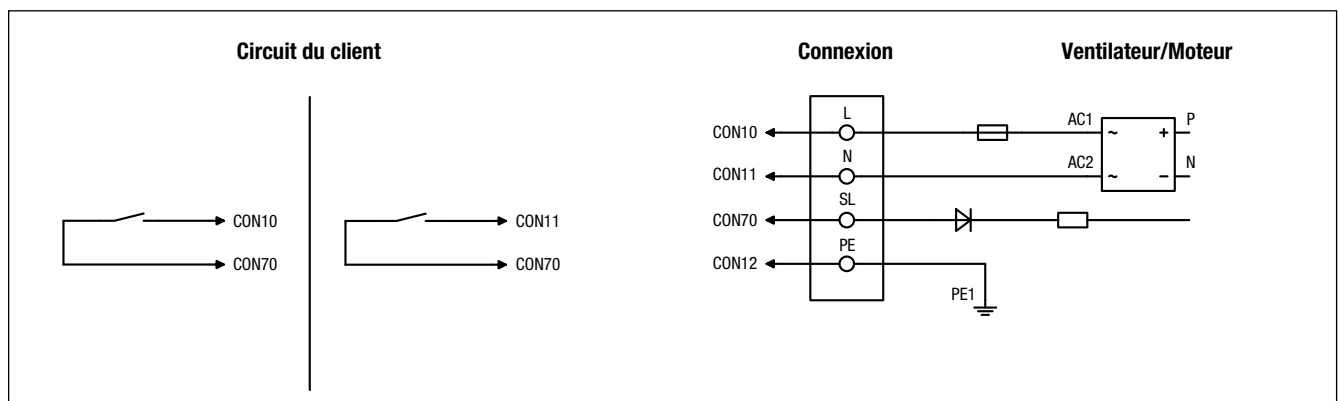 Circuit du client
Connexion
Ventilateur/Moteur
CON10
CON70
CON11
CON70
CON10
L
AC1
~
+
P
CON11
N
AC2
~
–
N
CON70
SL
CON12
PE
PE1